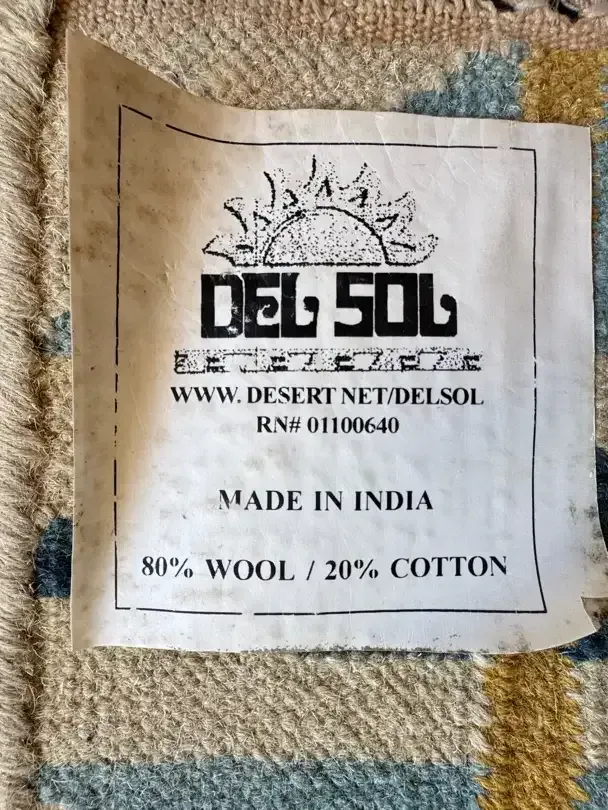 DEL SOL
WWW. DESERT NET/DELSOL
RN# 01100640
MADE IN INDIA
80% WOOL / 20% COTTON